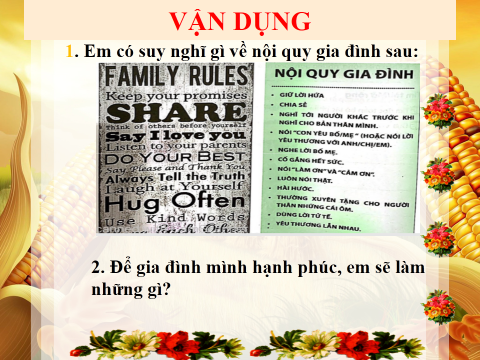 VẬN DỤNG
1. Em có suy nghĩ gì về nội quy gia đình sau:
FAMILY RULES
Keep your promises
SHARE
think of others before yourself
Say I love you
Listen to your parents
DO YOUR BEST
Say Please and Thank You
Always Tell the Truth
Laugh at Yourself
Hug Often
Use Kind Words
Love Each Other
NỘI QUY GIA ĐÌNH
- GIỮ LỜI HỨA
- CHIA SẺ
- NGHĨ TỚI NGƯỜI KHÁC TRƯỚC KHI
NGHĨ CHO BẢN THÂN MÌNH.
- NÓI "CON YÊU BỐ/MẸ" (HOẶC NÓI LỜI
YÊU THƯƠNG VỚI ANH/CHỊ/EM).
- NGHE LỜI BỐ MẸ.
- CỐ GẮNG HẾT SỨC.
- NÓI "LÀM ƠN" VÀ "CẢM ƠN".
- LUÔN NÓI THẬT.
- HÀI HƯỚC.
- THƯỜNG XUYÊN TẶNG CHO NGƯỜI
THÂN NHỮNG CÁI ÔM.
- DÙNG LỜI TỬ TẾ.
- YÊU THƯƠNG LẪN NHAU.
2. Để gia đình mình hạnh phúc, em sẽ làm
những gì?